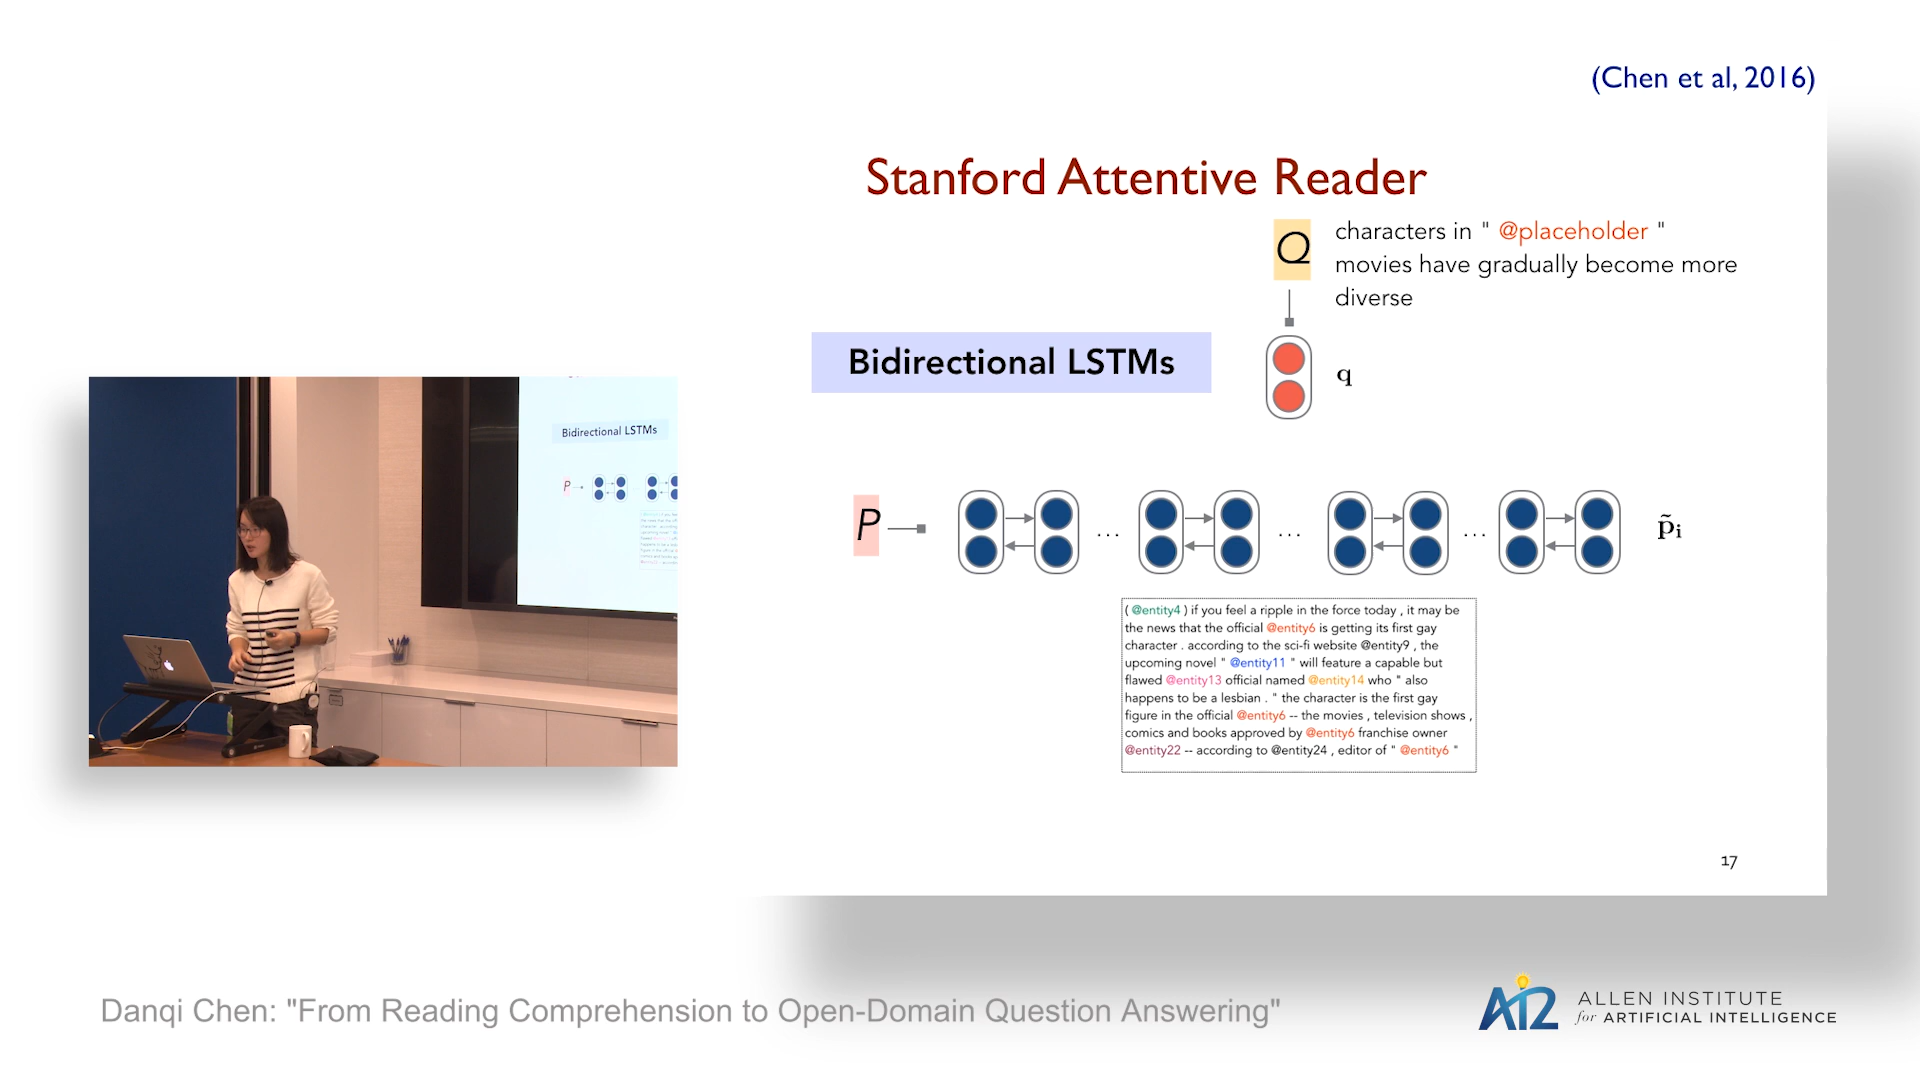 (Chen et al, 2016)
Stanford Attentive Reader
Q
characters in " @placeholder "
movies have gradually become more
diverse
Bidirectional LSTMs
q
P
... ... ...
p̃i
( @entity4 ) if you feel a ripple in the force today , it may be
the news that the official @entity6 is getting its first gay
character . according to the sci-fi website @entity9 , the
upcoming novel " @entity11 " will feature a capable but
flawed @entity13 official named @entity14 who " also
happens to be a lesbian . " the character is the first gay
figure in the official @entity6 -- the movies , television shows ,
comics and books approved by @entity6 franchise owner
@entity22 -- according to @entity24 , editor of " @entity6 "
17
Bidirectional LSTMs
P
Danqi Chen: "From Reading Comprehension to Open-Domain Question Answering"
AI2
ALLEN INSTITUTE
for ARTIFICIAL INTELLIGENCE